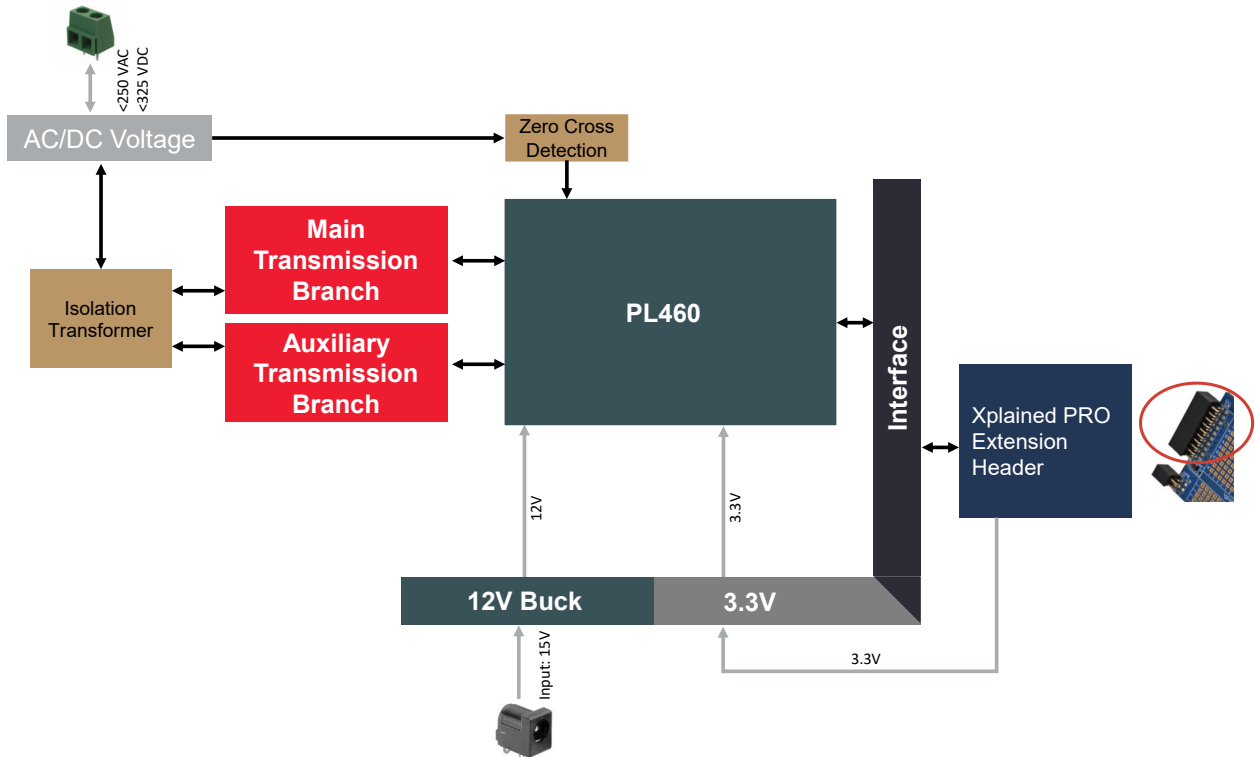 <250 VAC
<325 VDC
AC/DC Voltage
Zero Cross
Detection
Main
Transmission
Branch
PL460
Isolation
Transformer
Auxiliary
Transmission
Branch
Interface
Xplained PRO
Extension
Header
12V
3.3V
12V Buck
3.3V
Input: 15V
3.3V